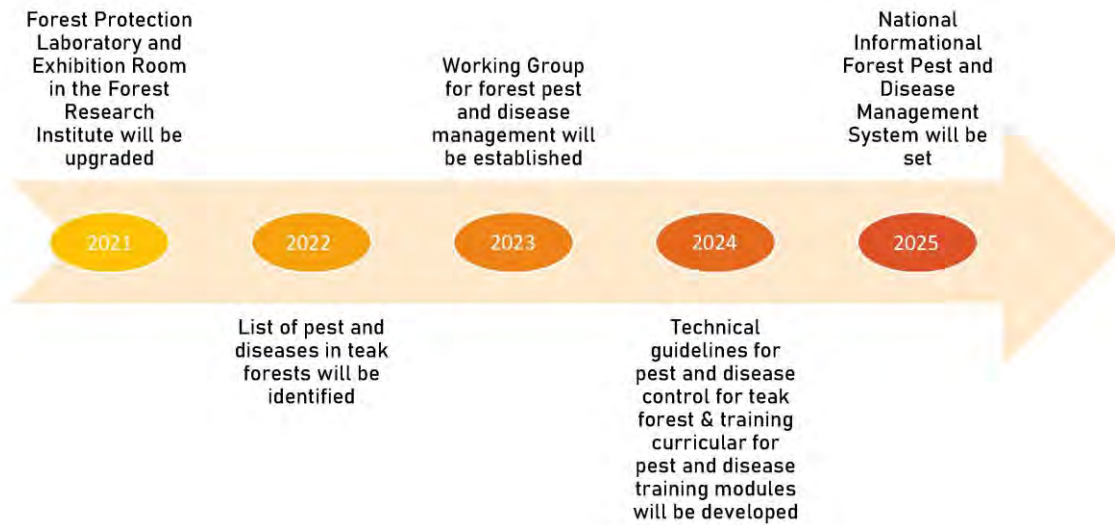 Forest Protection
Laboratory and
Exhibition Room
in the Forest
Research
Institute will be
upgraded
Working Group
for forest pest
and disease
management will
be established
National
Informational
Forest Pest and
Disease
Management
System will be
set
2021
2022
2023
2024
2025
List of pest and
diseases in teak
forests will be
identified
Technical
guidelines for
pest and disease
control for teak
forest & training
curricular for
pest and disease
training modules
will be developed